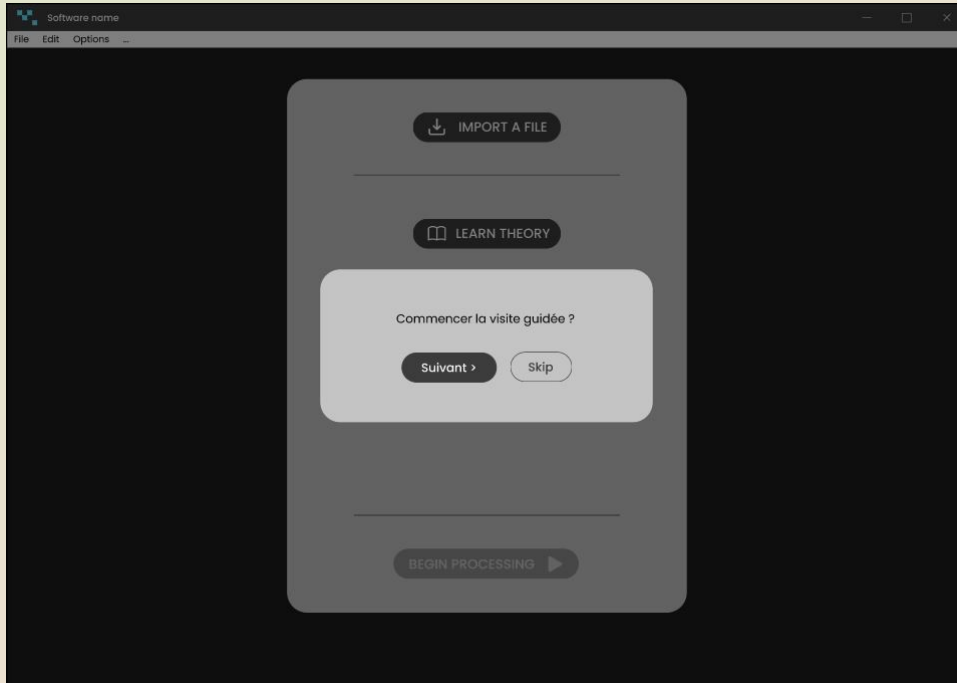 Software name
File Edit Options ...
IMPORT A FILE
LEARN THEORY
Commencer la visite guidée ?
Suivant > Skip
BEGIN PROCESSING